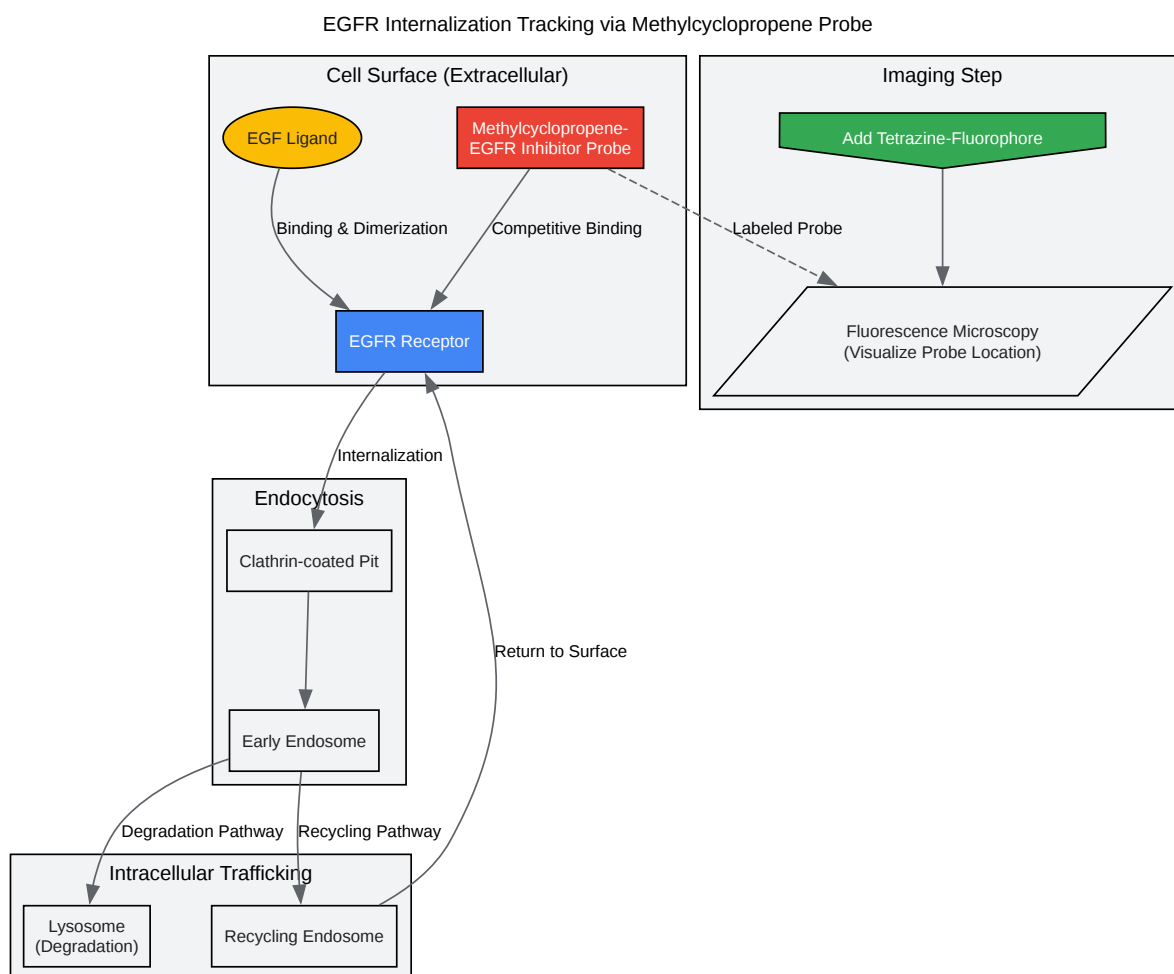 EGFR Internalization Tracking via Methylcyclopropene Probe
Cell Surface (Extracellular)
Imaging Step
EGF Ligand
Methylcyclopropene-
EGFR Inhibitor Probe
Add Tetrazine-Fluorophore
Binding & Dimerization
Competitive Binding
Labeled Probe
EGFR Receptor
Fluorescence Microscopy
(Visualize Probe Location)
Internalization
Endocytosis
Clathrin-coated Pit
Return to Surface
Early Endosome
Degradation Pathway
Recycling Pathway
Intracellular Trafficking
Lysosome
(Degradation)
Recycling Endosome